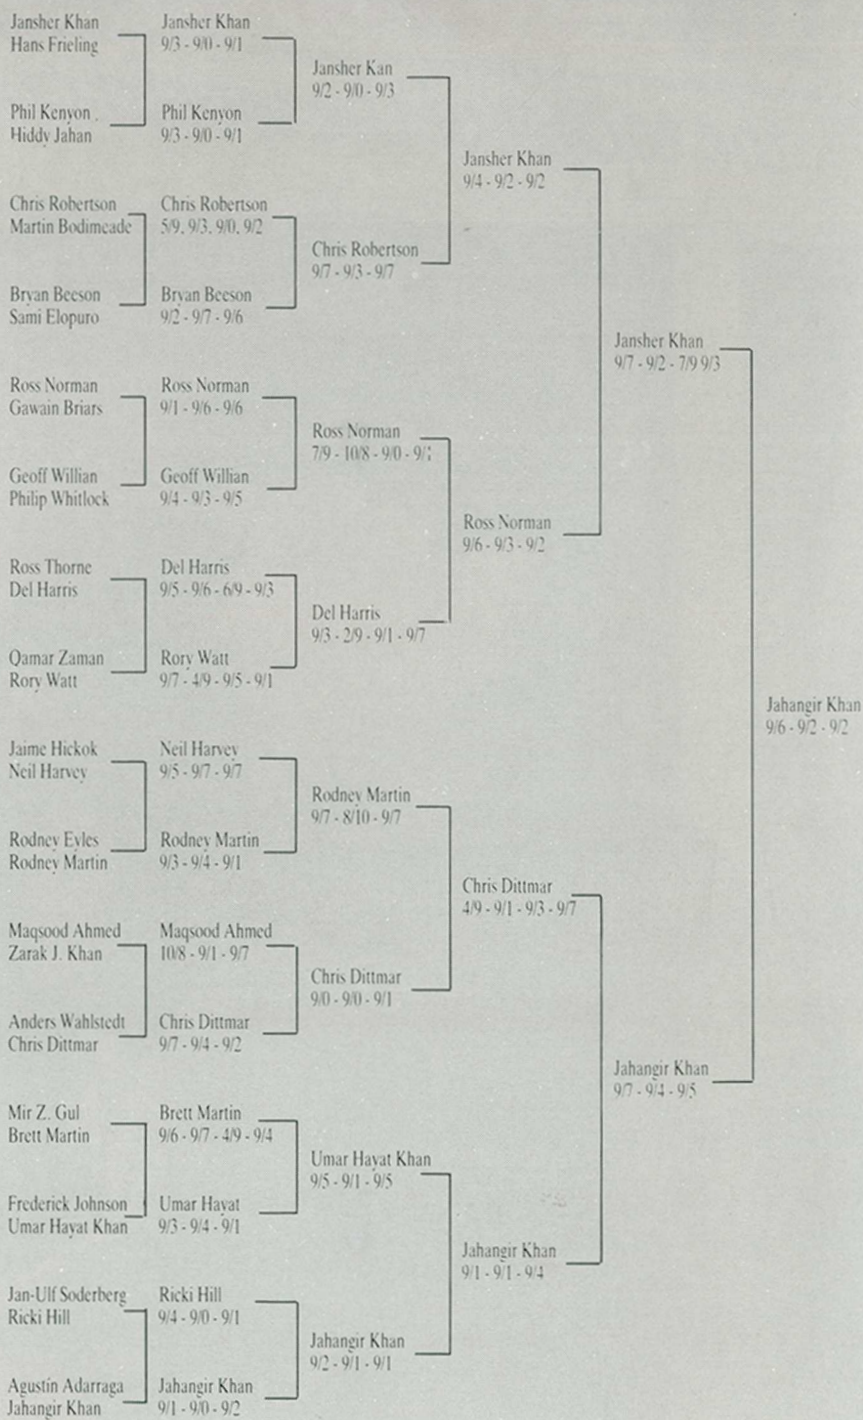 Jansher Khan
Hans Frieling
Phil Kenyon
Hiddy Jahan
Chris Robertson
Martin Bodimeade
Bryan Beeson
Sami Elopuro
Ross Norman
Gawain Briars
Geoff Willian
Philip Whitlock
Ross Thorne
Del Harris
Qamar Zaman
Rory Watt
Jaime Hickok
Neil Harvey
Rodney Eyles
Rodney Martin
Maqsood Ahmed
Zarak J. Khan
Anders Wahlstedt
Chris Dittmar
Mir Z. Gul
Brett Martin
Frederick Johnson
Umar Hayat Khan
Jan-Ulf Soderberg
Ricki Hill
Agustín Adarraga
Jahangir Khan
Jansher Khan
9/3 - 9/0 - 9/1
Phil Kenyon
9/3 - 9/0 - 9/1
Chris Robertson
5/9, 9/3, 9/0, 9/2
Bryan Beeson
9/2 - 9/7 - 9/6
Ross Norman
9/1 - 9/6 - 9/6
Geoff Willian
9/4 - 9/3 - 9/5
Del Harris
9/5 - 9/6 - 6/9 - 9/3
Rory Watt
9/7 - 4/9 - 9/5 - 9/1
Neil Harvey
9/5 - 9/7 - 9/7
Rodney Martin
9/3 - 9/4 - 9/1
Maqsood Ahmed
10/8 - 9/1 - 9/7
Chris Dittmar
9/7 - 9/4 - 9/2
Brett Martin
9/6 - 9/7 - 4/9 - 9/4
Umar Hayat
9/3 - 9/4 - 9/1
Ricki Hill
9/4 - 9/0 - 9/1
Jahangir Khan
9/1 - 9/0 - 9/2
Jansher Kan
9/2 - 9/0 - 9/3
Chris Robertson
9/7 - 9/3 - 9/7
Ross Norman
7/9 - 10/8 - 9/0 -
Del Harris
9/3 - 2/9 - 9/1 - 9/7
Rodney Martin
9/7 - 8/10 - 9/7
Chris Dittmar
9/0 - 9/0 - 9/1
Umar Hayat Khan
9/5 - 9/1 - 9/5
Jahangir Khan
9/2 - 9/1 - 9/1
Jansher Khan
9/4 - 9/2 - 9/2
Ross Norman
9/6 - 9/3 - 9/2
Chris Dittmar
4/9 - 9/1 - 9/3 - 9/7
Jahangir Khan
9/1 - 9/1 - 9/4
Jansher Khan
9/7 - 9/2 - 7/9 9/3
Jahangir Khan
9/7 - 9/4 - 9/5
Jahangir Khan
9/6 - 9/2 - 9/2